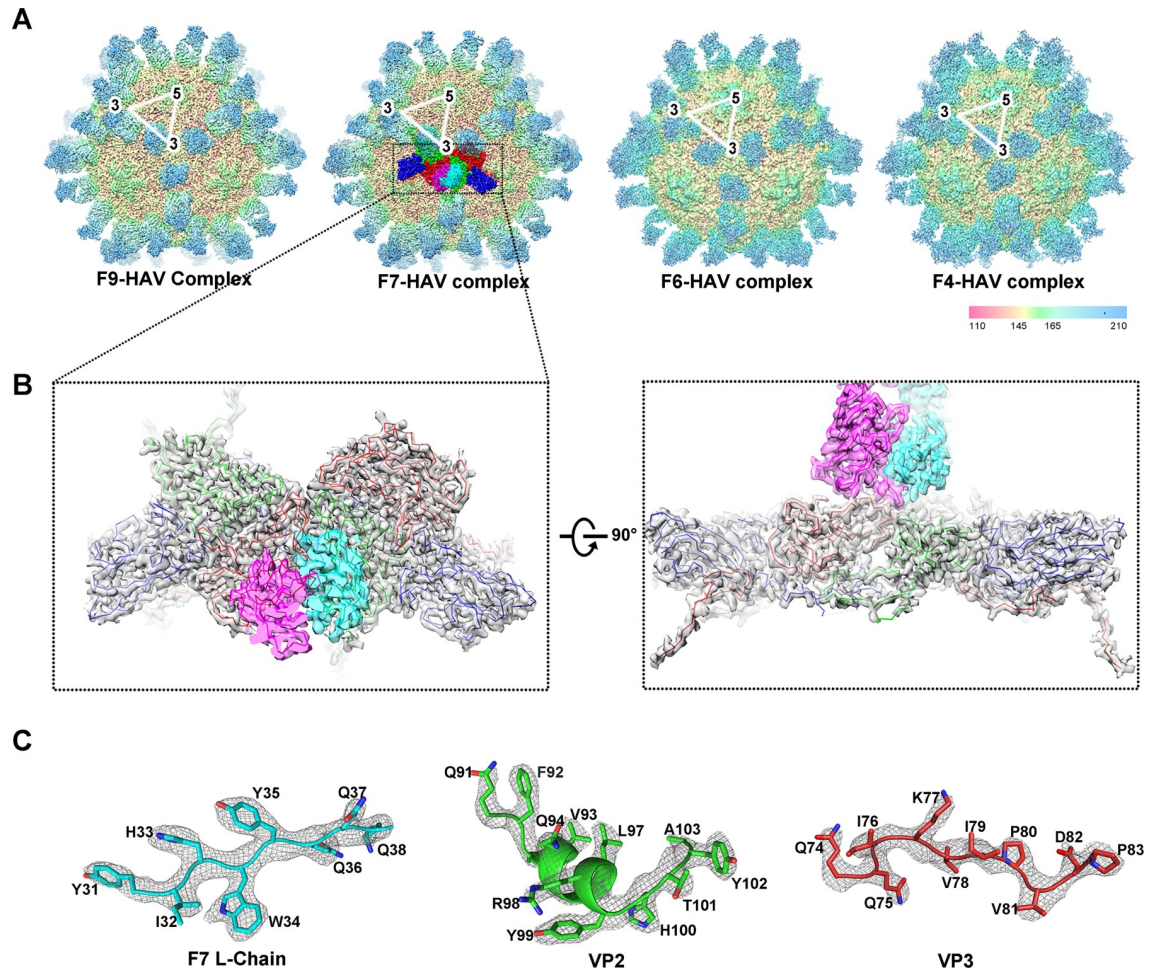 A
3 5 3
3 5 3
3 5 3
3 5 3
F9-HAV Complex
F7-HAV complex
F6-HAV complex
F4-HAV complex
110 145 165 210
B
90°
C
Y31 I32 H33 W34 Y35 Q36 Q37 Q38
F7 L-Chain
Q91 F92 V93 Q94 L97 R98 Y99 H100 T101 Y102 A103
VP2
Q74 Q75 I76 K77 V78 I79 P80 V81 D82 P83
VP3